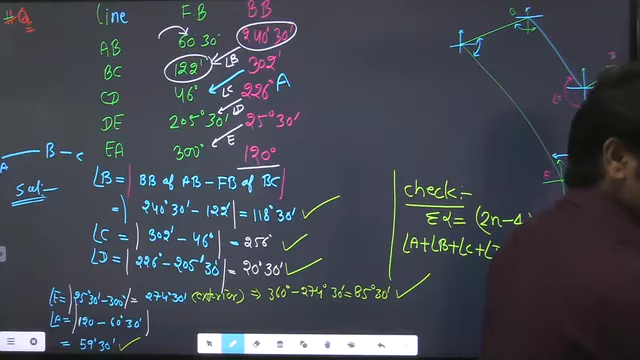 #Q
Line FB BB
AB 60°30' 240°30'
BC 122° 302°
CD 46° 226° A
DE 205°30' 25°30'
EA 300° 120°
LB
LC
LD
E
A B - C
Sol:-
∠B = | BB of AB - FB of BC |
= | 240°30' - 122° | = 118°30' ✓
∠C = | 302° - 46° | = 256° ✓
∠D = | 226° - 205°30' | = 20°30' ✓
∠E = | 25°30' - 300° | = 274°30' (exterior) ⇒ 360° - 274°30' = 85°30' ✓
∠A = | 120 - 60°30' |
= 59°30' ✓
check:-
Σα = (2n-4
∠A+∠B+∠C+∠
B
C
D
E